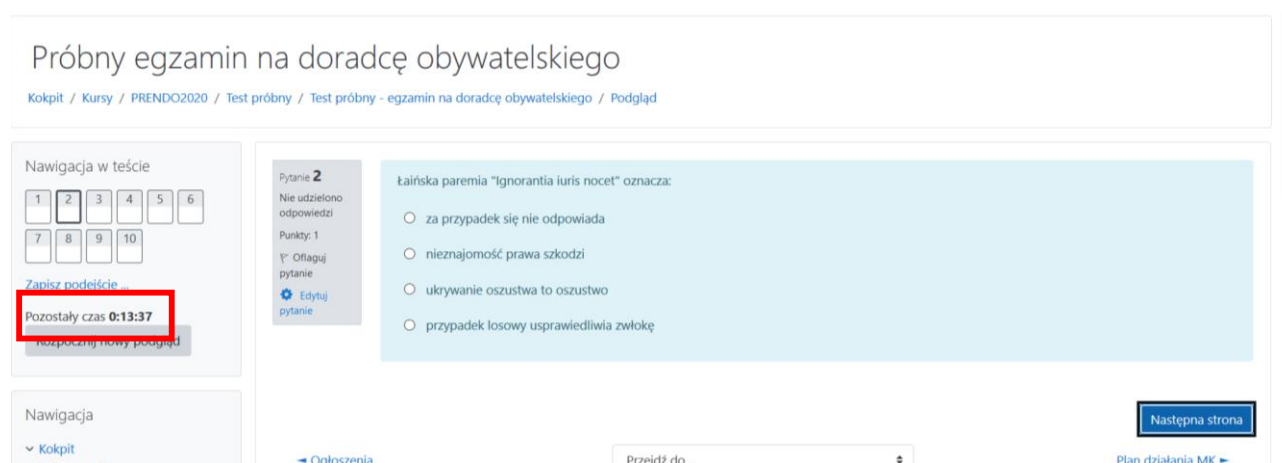 Próbny egzamin na doradcę obywatelskiego
Kokpit / Kursy / PRENDO2020 / Test próbny / Test próbny - egzamin na doradcę obywatelskiego / Podgląd
Nawigacja w teście
1 2 3 4 5 6
7 8 9 10
Zapisz podejście ...
Pozostały czas 0:13:37
Rozpocznij nowy podgląd
Nawigacja
Kokpit
Pytanie 2
Nie udzielono
odpowiedzi
Punkty: 1
Oflaguj
pytanie
Edytuj
pytanie
Łaińska paremia "Ignorantia iuris nocet" oznacza:
za przypadek się nie odpowiada
nieznajomość prawa szkodzi
ukrywanie oszustwa to oszustwo
przypadek losowy usprawiedliwia zwłokę
Następna strona
◄ Ogłoszenia
Przejdź do...
Plan działania MK ►